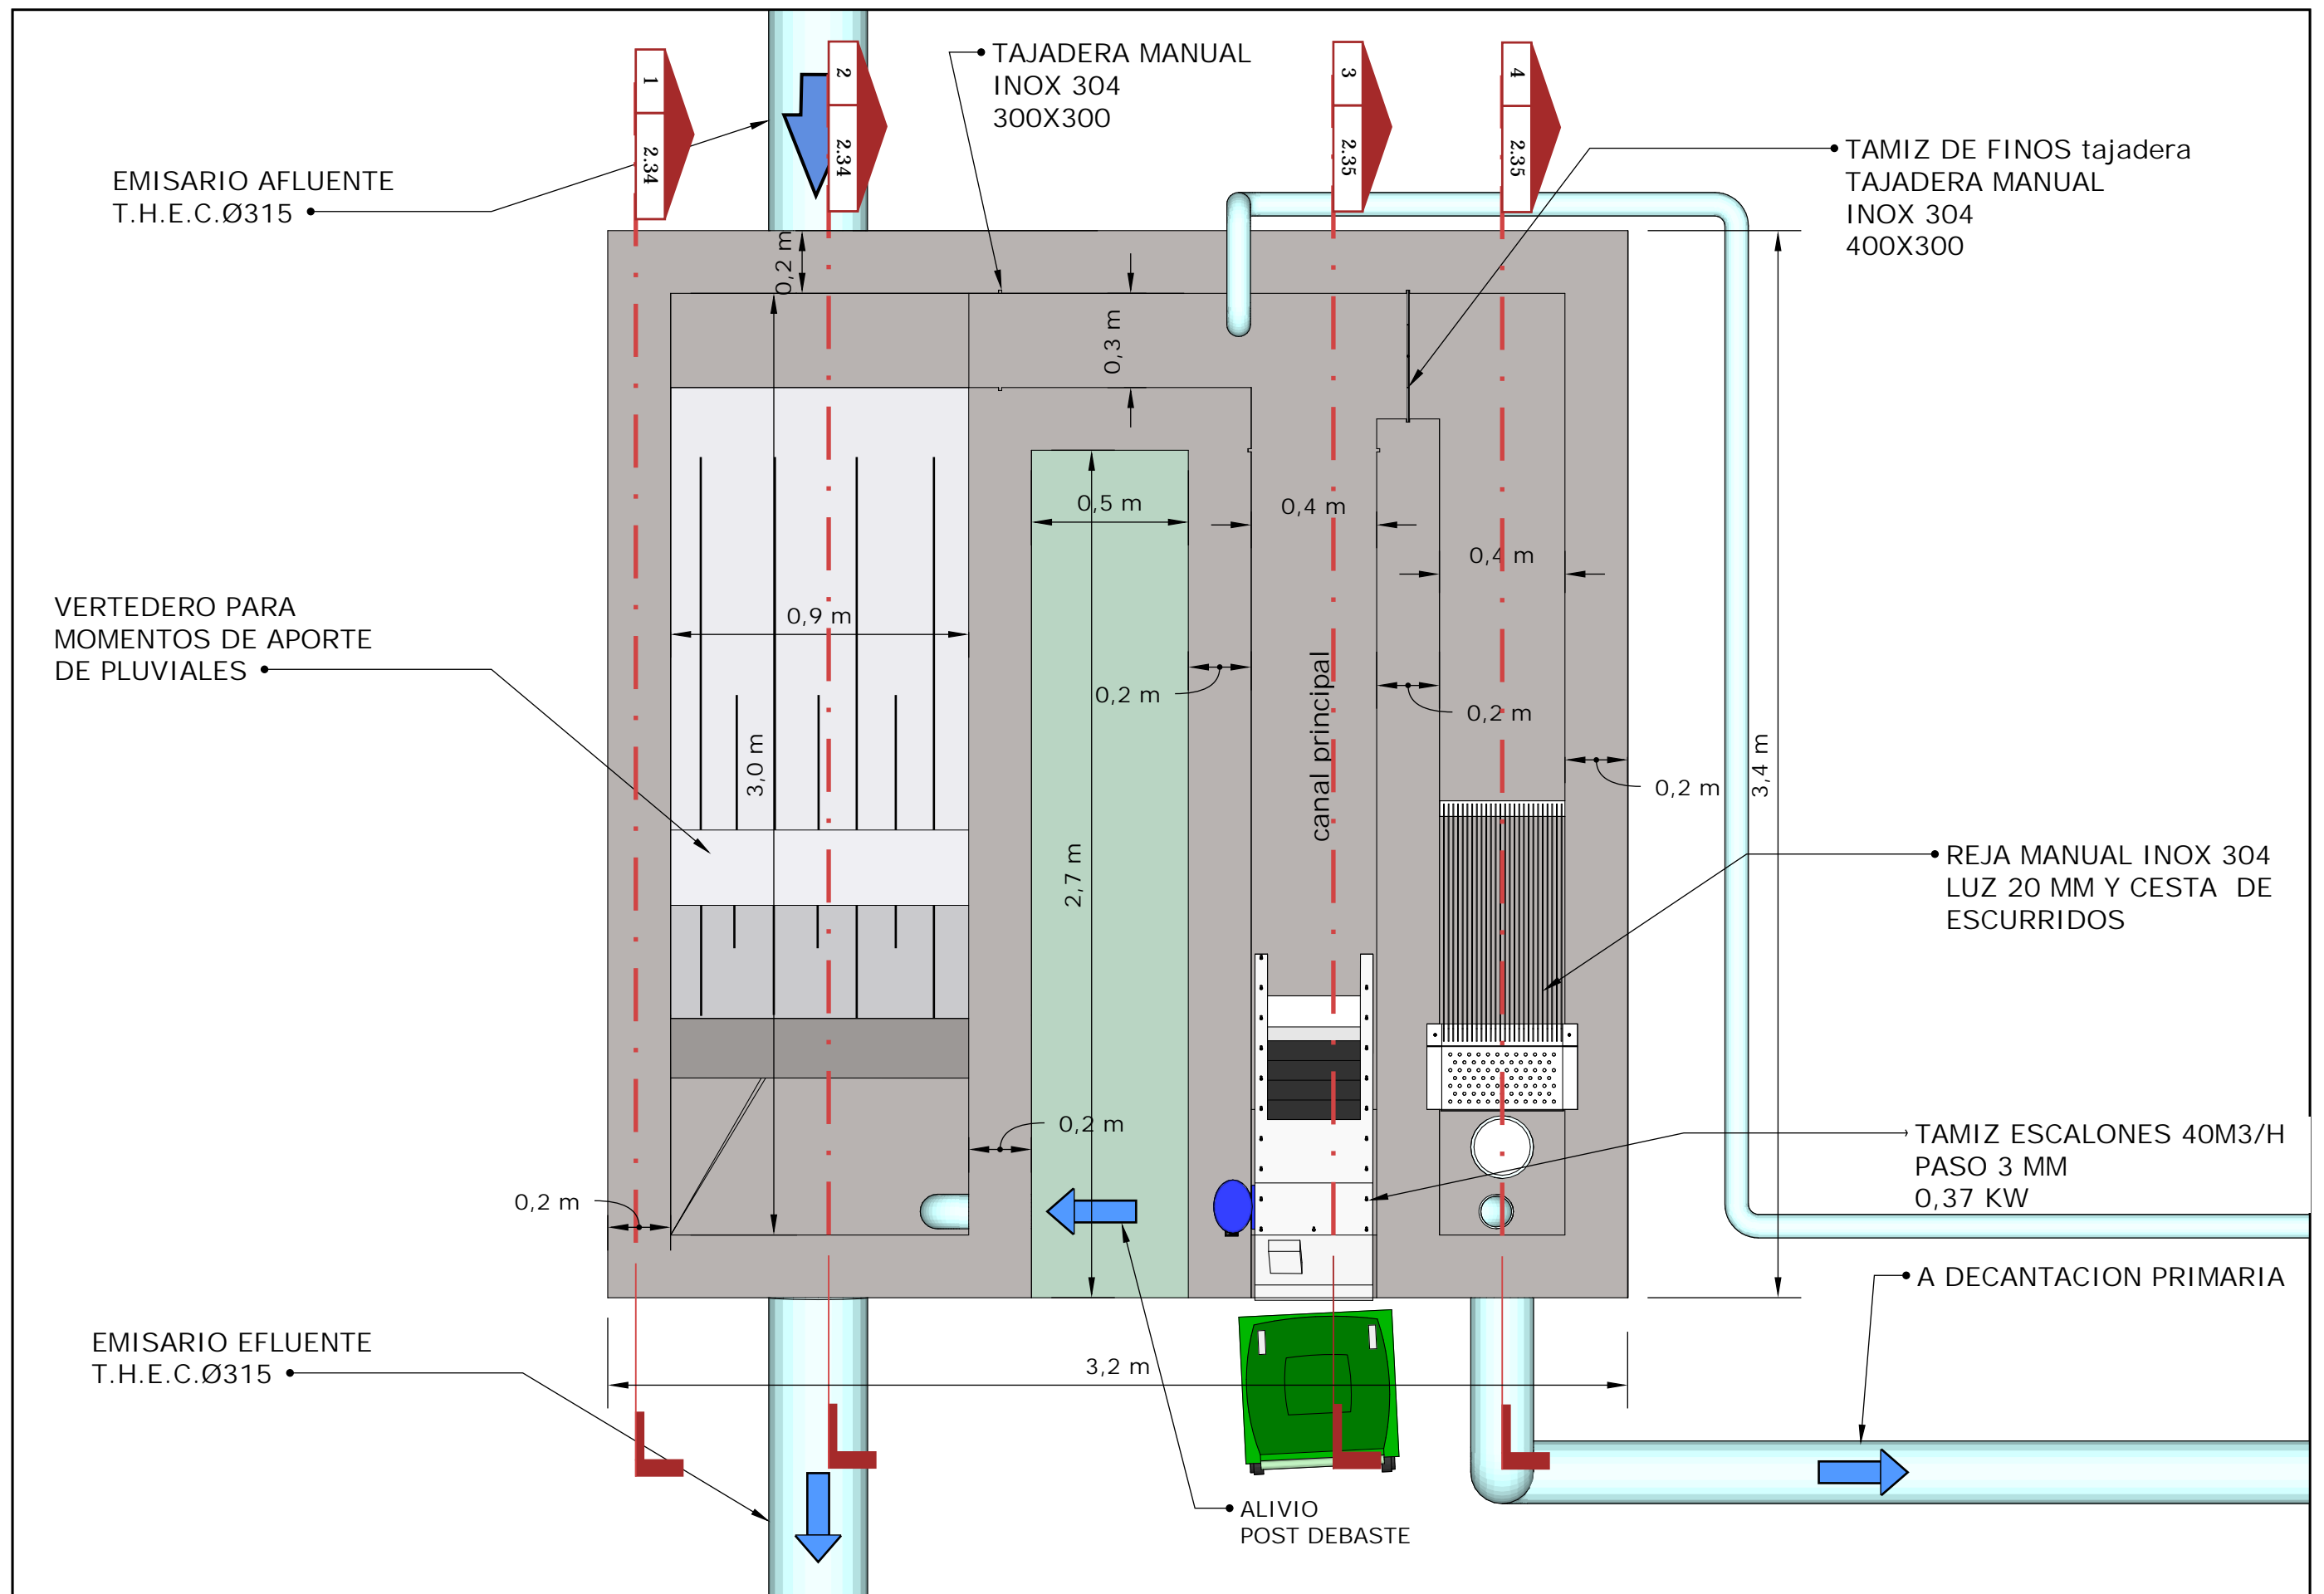 1
2.34
2
2.34
3
2.35
4
2.35
TAJADERA MANUAL
INOX 304
300X300
TAMIZ DE FINOS tajadera
TAJADERA MANUAL
INOX 304
400X300
EMISARIO AFLUENTE
T.H.E.C.Ø315
0,2 m
0,3 m
0,5 m
0,4 m
0,4 m
VERTEDERO PARA
MOMENTOS DE APORTE
DE PLUVIALES
0,9 m
0,2 m
0,2 m
canal principal
3,0 m
3,4 m
0,2 m
2,7 m
REJA MANUAL INOX 304
LUZ 20 MM Y CESTA DE
ESCURRIDOS
0,2 m
TAMIZ ESCALONES 40M3/H
PASO 3 MM
0,37 KW
0,2 m
A DECANTACION PRIMARIA
EMISARIO EFLUENTE
T.H.E.C.Ø315
3,2 m
ALIVIO
POST DEBASTE